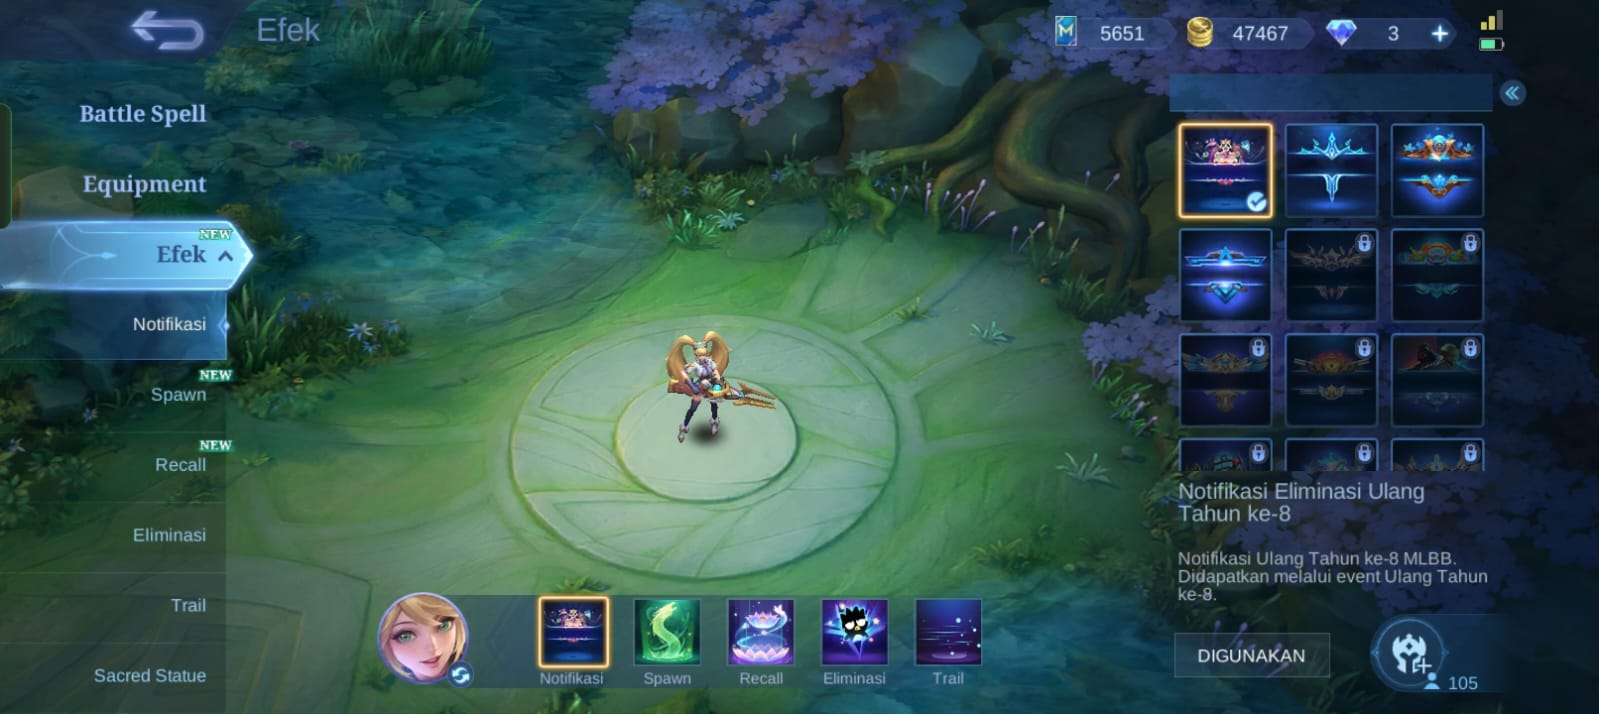 Efek
5651
47467
3
Battle Spell
Equipment
NEW
Efek
Notifikasi
NEW
Spawn
NEW
Recall
Eliminasi
Trail
Sacred Statue
Notifikasi
Spawn
Recall
Eliminasi
Trail
Notifikasi Eliminasi Ulang
Tahun ke-8
Notifikasi Ulang Tahun ke-8 MLBB.
Didapatkan melalui event Ulang Tahun
ke-8.
DIGUNAKAN
105